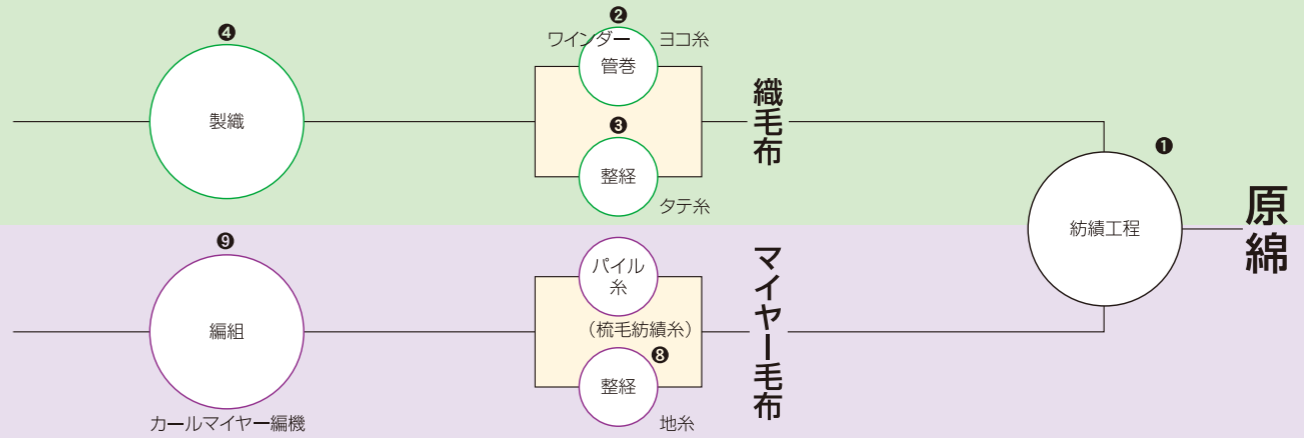 原綿
❶
紡績工程
織毛布
❷
ワインダー
ヨコ糸
管巻
❸
整経
タテ糸
❹
製織
マイヤー毛布
パイル
糸
（梳毛紡績糸）
❽
整経
地糸
❾
編組
カールマイヤー編機